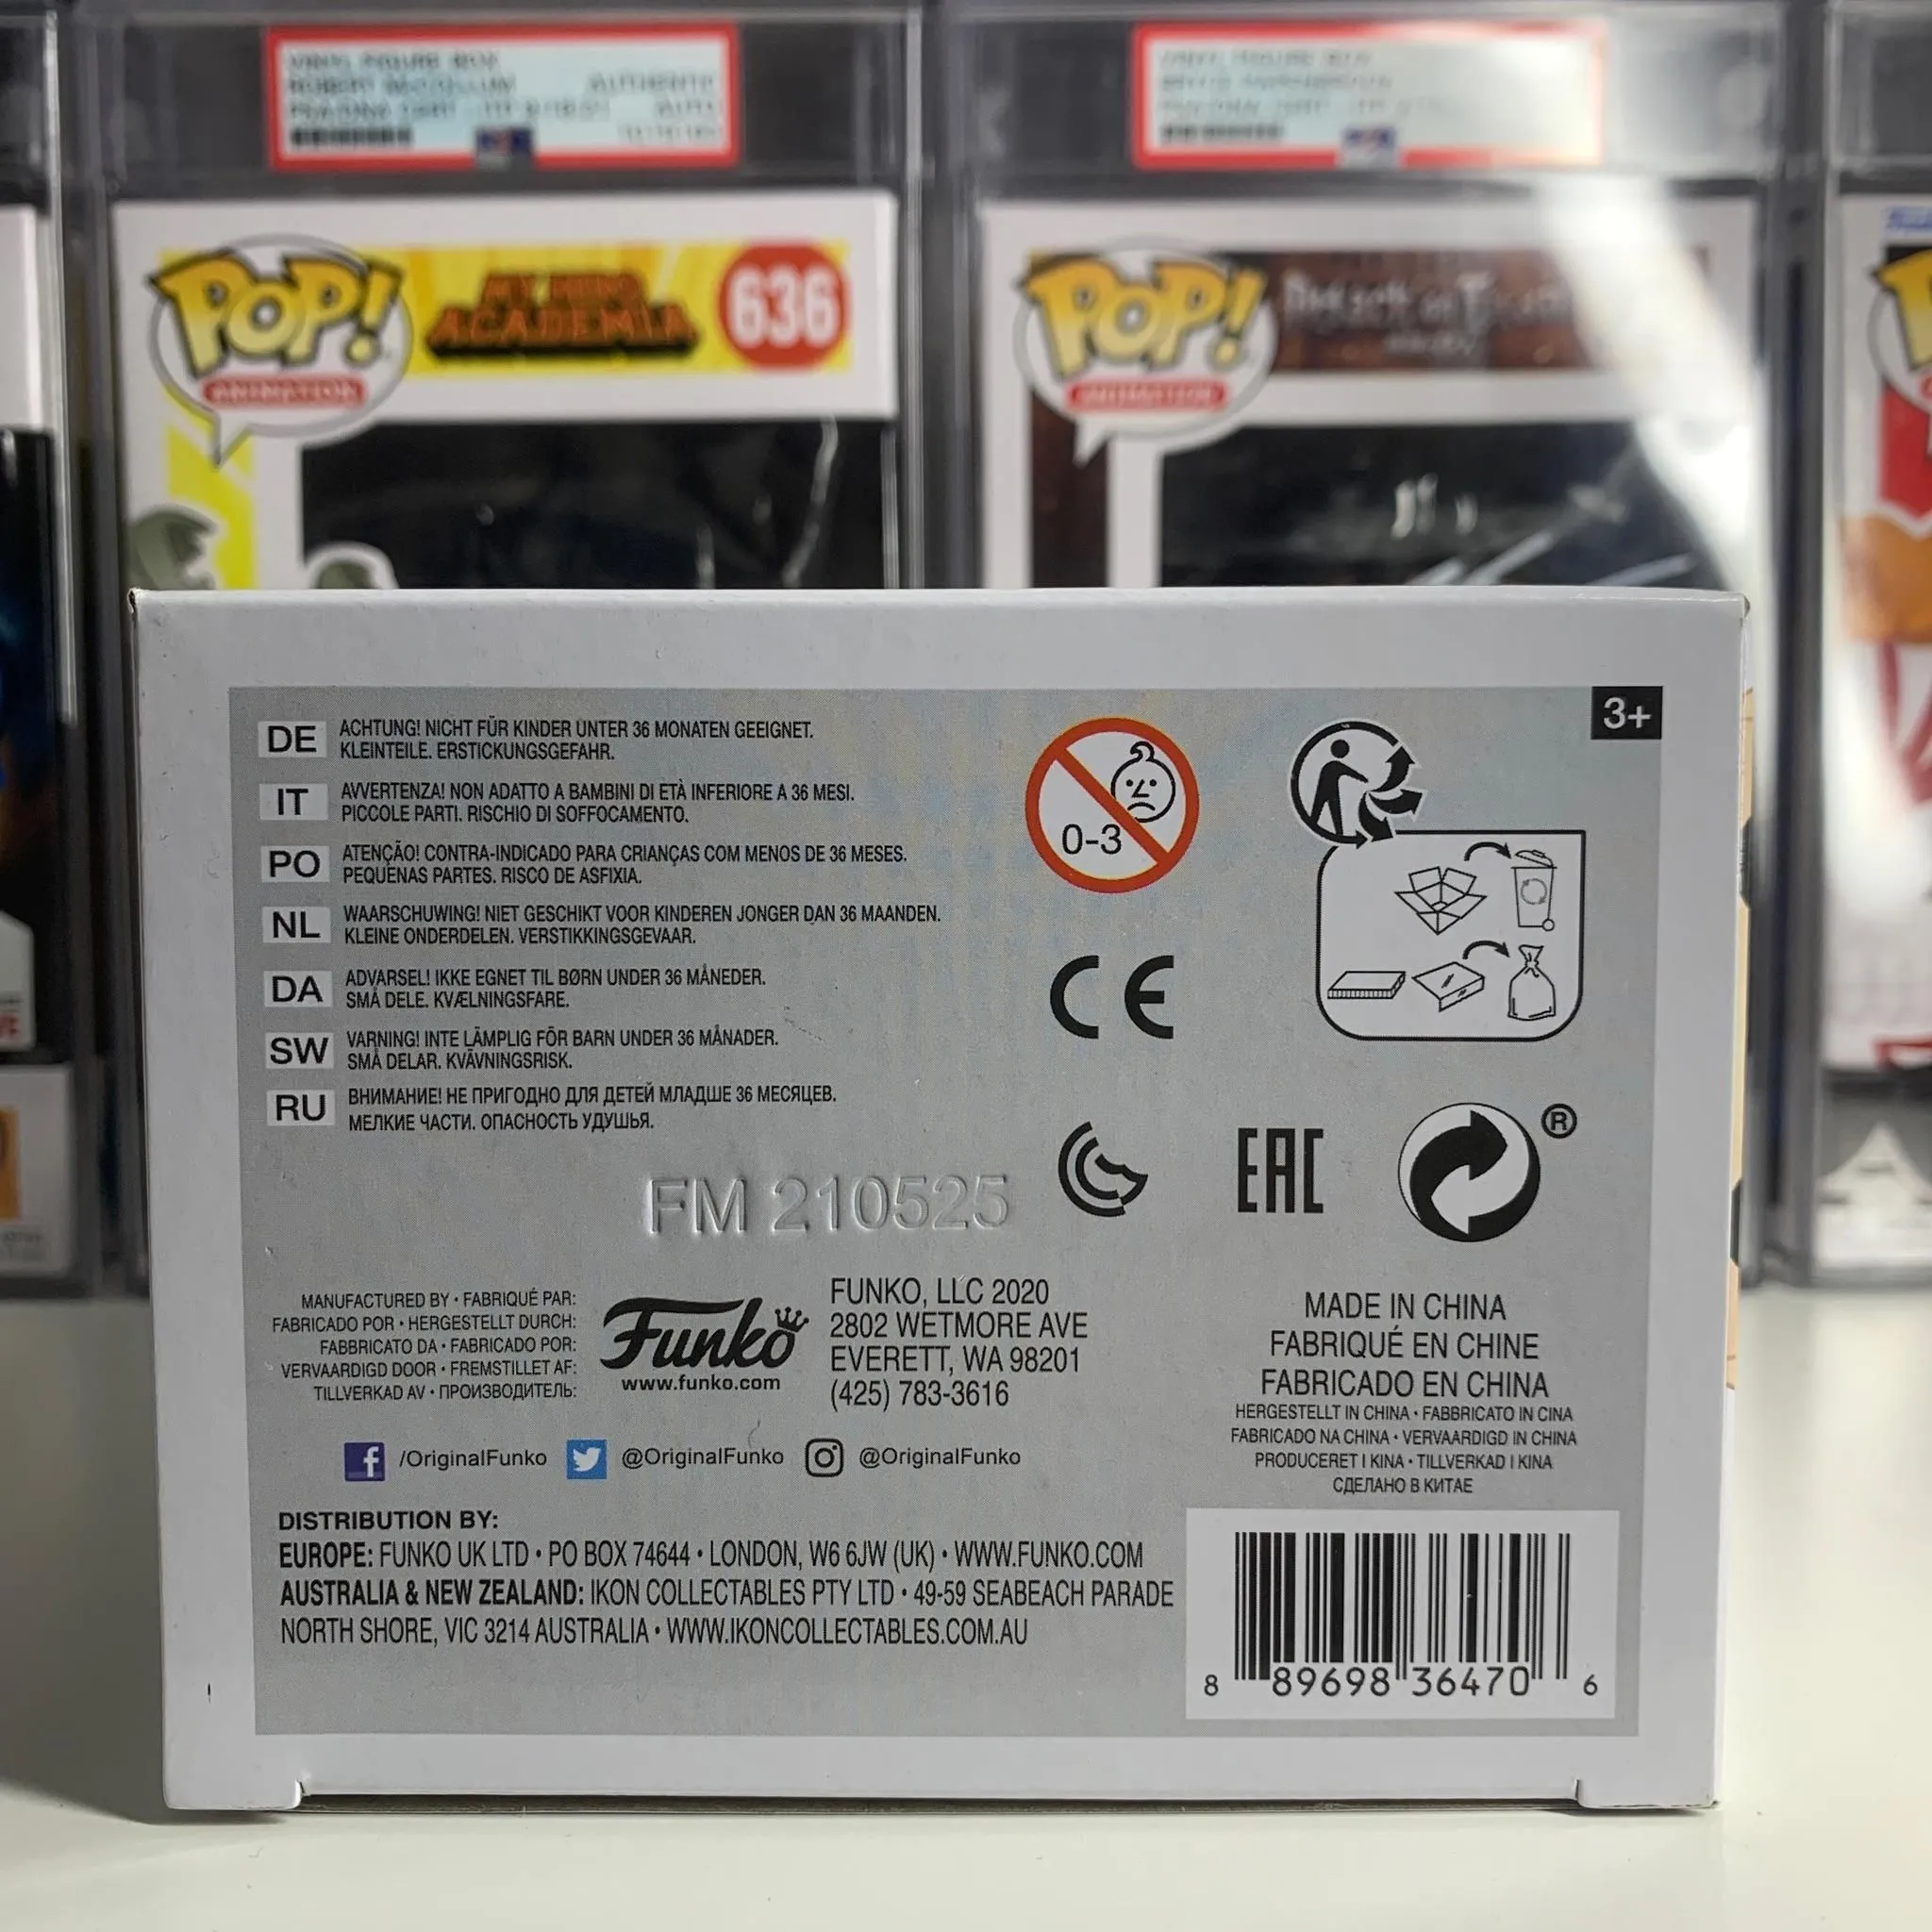 VINYL FIGURE BOX
AUTHENTIC
POP!
ANIMATION
MY HERO
ACADEMIA
636
POP!
ANIMATION
3+
DE ACHTUNG! NICHT FÜR KINDER UNTER 36 MONATEN GEEIGNET.
KLEINTEILE. ERSTICKUNGSGEFAHR.
IT AVVERTENZA! NON ADATTO A BAMBINI DI ETÀ INFERIORE A 36 MESI.
PICCOLE PARTI. RISCHIO DI SOFFOCAMENTO.
PO ATENÇÃO! CONTRA-INDICADO PARA CRIANÇAS COM MENOS DE 36 MESES.
PEQUENAS PARTES. RISCO DE ASFIXIA.
NL WAARSCHUWING! NIET GESCHIKT VOOR KINDEREN JONGER DAN 36 MAANDEN.
KLEINE ONDERDELEN. VERSTIKKINGSGEVAAR.
DA ADVARSEL! IKKE EGNET TIL BØRN UNDER 36 MÅNEDER.
SMÅ DELE. KVÆLNINGSFARE.
SW VARNING! INTE LÄMPLIG FÖR BARN UNDER 36 MÅNADER.
SMÅ DELAR. KVÄVNINGSRISK.
RU ВНИМАНИЕ! НЕ ПРИГОДНО ДЛЯ ДЕТЕЙ МЛАДШЕ 36 МЕСЯЦЕВ.
МЕЛКИЕ ЧАСТИ. ОПАСНОСТЬ УДУШЬЯ.
0-3
CE
EAC
®
FM 210525
MANUFACTURED BY • FABRIQUÉ PAR:
FABRICADO POR • HERGESTELLT DURCH:
FABBRICATO DA • FABRICADO POR:
VERVAARDIGD DOOR • FREMSTILLET AF:
TILLVERKAD AV • ПРОИЗВОДИТЕЛЬ:
Funko
www.funko.com
FUNKO, LLC 2020
2802 WETMORE AVE
EVERETT, WA 98201
(425) 783-3616
MADE IN CHINA
FABRIQUÉ EN CHINE
FABRICADO EN CHINA
HERGESTELLT IN CHINA • FABBRICATO IN CINA
FABRICADO NA CHINA • VERVAARDIGD IN CHINA
PRODUCERET I KINA • TILLVERKAD I KINA
СДЕЛАНО В КИТАЕ
/OriginalFunko @OriginalFunko @OriginalFunko
DISTRIBUTION BY:
EUROPE: FUNKO UK LTD • PO BOX 74644 • LONDON, W6 6JW (UK) • WWW.FUNKO.COM
AUSTRALIA & NEW ZEALAND: IKON COLLECTABLES PTY LTD • 49-59 SEABEACH PARADE
NORTH SHORE, VIC 3214 AUSTRALIA • WWW.IKONCOLLECTABLES.COM.AU
8 89698 36470 6